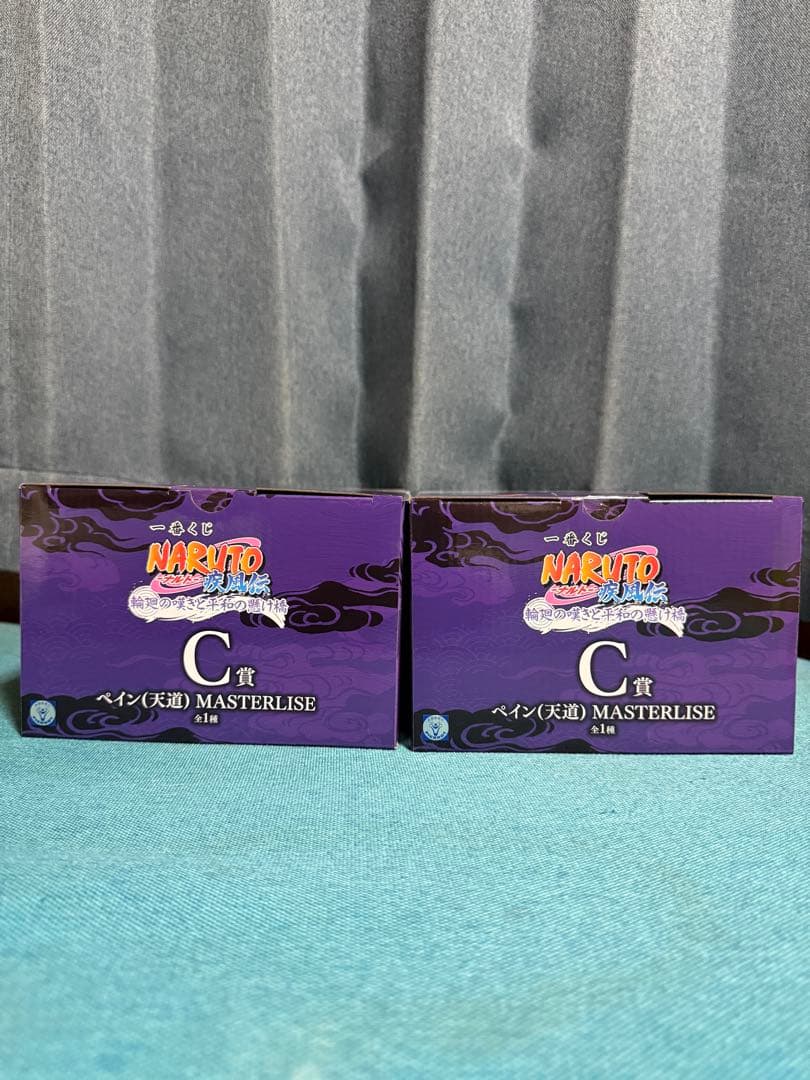 一番くじ
NARUTO
-ナルト-
疾風伝
輪廻の嘆きと平和の懸け橋
C賞
ペイン(天道) MASTERLISE
全1種
一番くじ
NARUTO
-ナルト-
疾風伝
輪廻の嘆きと平和の懸け橋
C賞
ペイン(天道) MASTERLISE
全1種